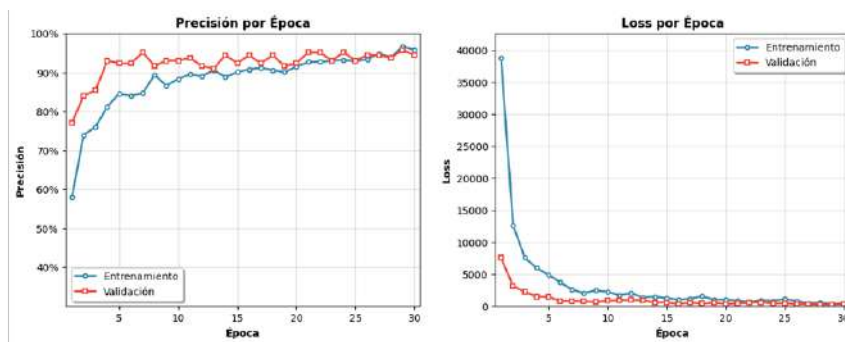 Precisión por Época
100%
90%
80%
70%
60%
50%
40%
Precisión
Entrenamiento
Validación
5
10
15
20
25
30
Época
Loss por Época
40000
35000
30000
25000
20000
15000
10000
5000
0
Loss
Entrenamiento
Validación
5
10
15
20
25
30
Época